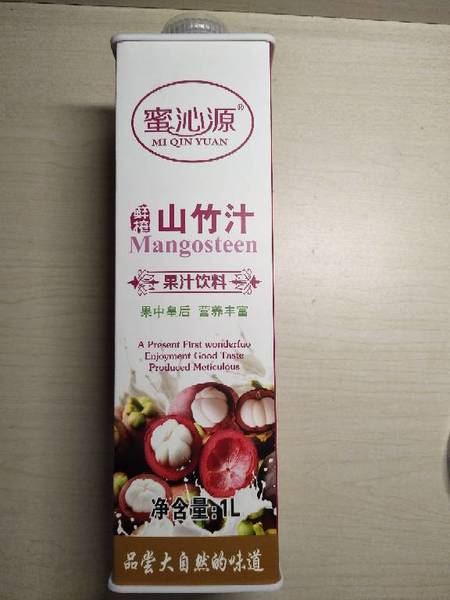 蜜沁源®
MI QIN YUAN
鲜榨 山竹汁
Mangosteen
果汁饮料
果中皇后 营养丰富
A Present First wonderfuo
Enjoyment Good Taste
Produced Meticulous
净含量:1L
品尝大自然的味道